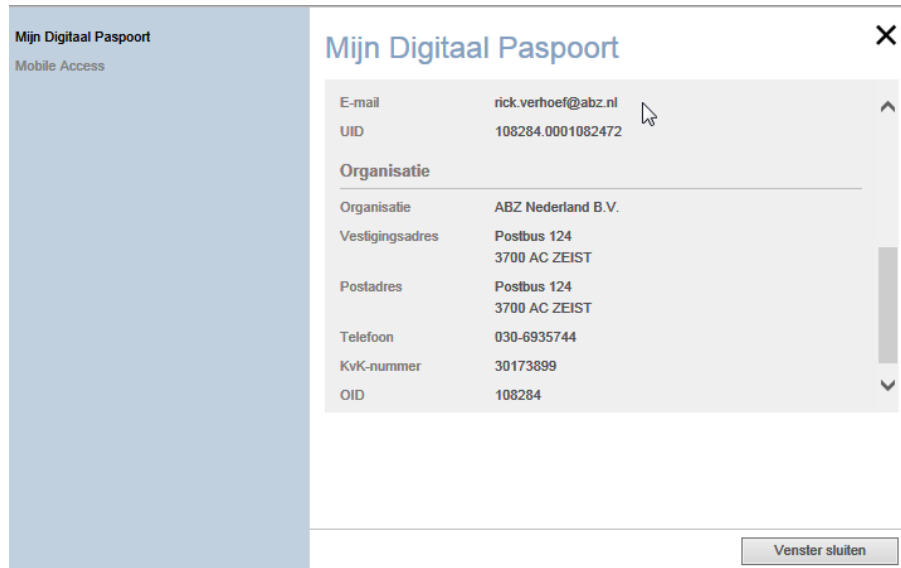 Mijn Digitaal Paspoort
Mobile Access
Mijn Digitaal Paspoort
E-mail rick.verhoef@abz.nl
UID 108284.0001082472
Organisatie
Organisatie ABZ Nederland B.V.
Vestigingsadres Postbus 124
3700 AC ZEIST
Postadres Postbus 124
3700 AC ZEIST
Telefoon 030-6935744
KvK-nummer 30173899
OID 108284
Venster sluiten